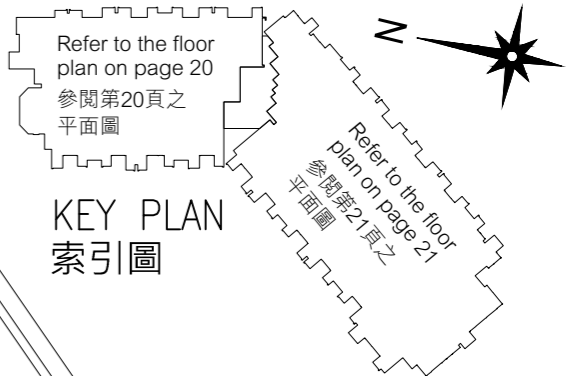 Refer to the floor
plan on page 20
參閱第20頁之
平面圖
N
Refer to the floor
plan on page 21
參閱第21頁之
平面圖
KEY PLAN
索引圖